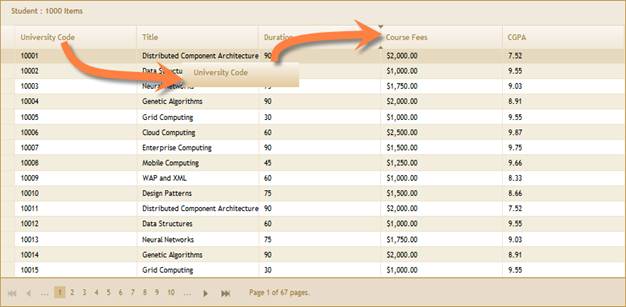 Student : 1000 Items
University Code Title Duration Course Fees CGPA
10001 Distributed Component Architecture 90 $2,000.00 7.52
University Code
10002 Data Structu $1,000.00 9.55
10003 Neural Networks $1,750.00 9.03
10004 Genetic Algorithms 90 $2,000.00 8.91
10005 Grid Computing 30 $1,000.00 9.55
10006 Cloud Computing 60 $2,500.00 9.87
10007 Enterprise Computing 90 $1,500.00 9.75
10008 Mobile Computing 45 $1,250.00 9.66
10009 WAP and XML 60 $1,000.00 8.33
10010 Design Patterns 75 $1,500.00 8.66
10011 Distributed Component Architecture 90 $2,000.00 7.52
10012 Data Structures 60 $1,000.00 9.55
10013 Neural Networks 75 $1,750.00 9.03
10014 Genetic Algorithms 90 $2,000.00 8.91
10015 Grid Computing 30 $1,000.00 9.55
... 1 2 3 4 5 6 7 8 9 10 ... Page 1 of 67 pages.